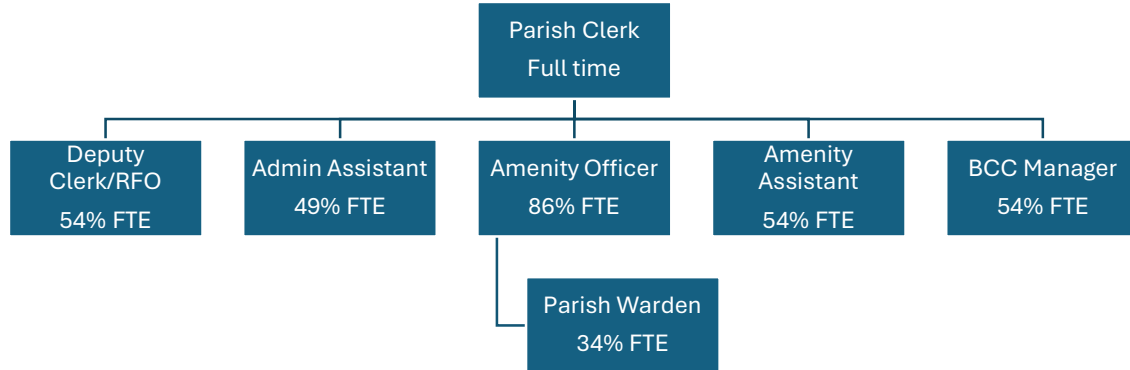 Parish Clerk
Full time
Deputy
Clerk/RFO
54% FTE
Admin Assistant
49% FTE
Amenity Officer
86% FTE
Amenity
Assistant
54% FTE
BCC Manager
54% FTE
Parish Warden
34% FTE